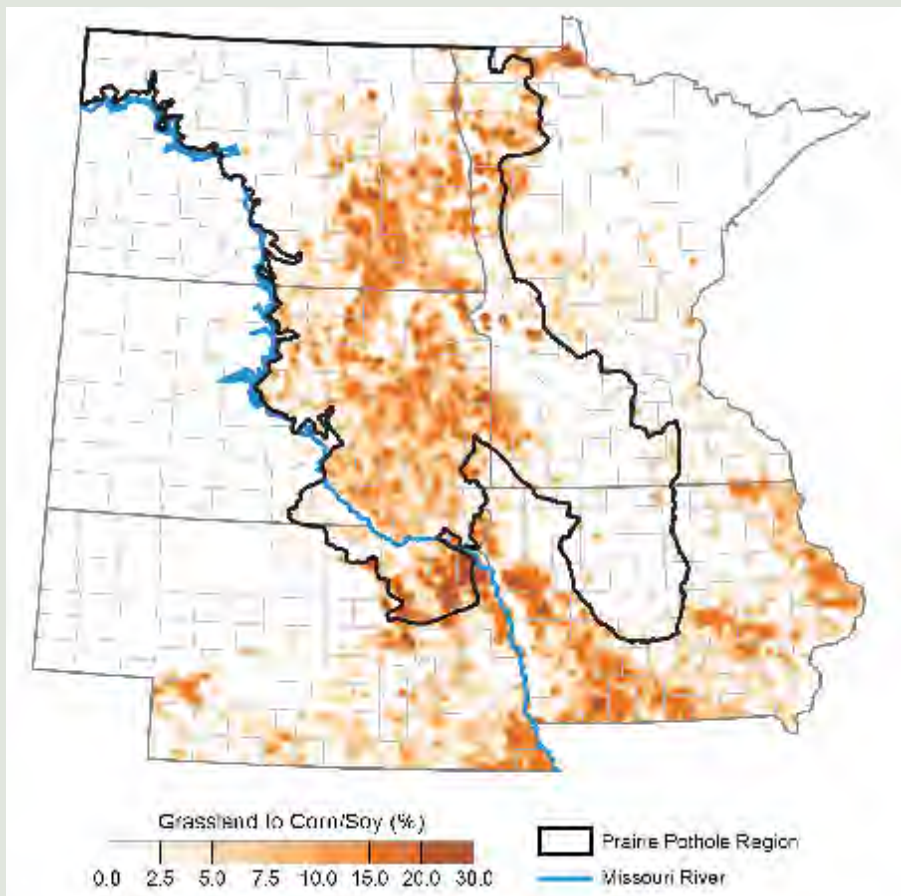 Grassland to Corn/Soy (%)
0.0 2.5 5.0 7.5 10.0 15.0 20.0 30.0
Prairie Pothole Region
Missouri River